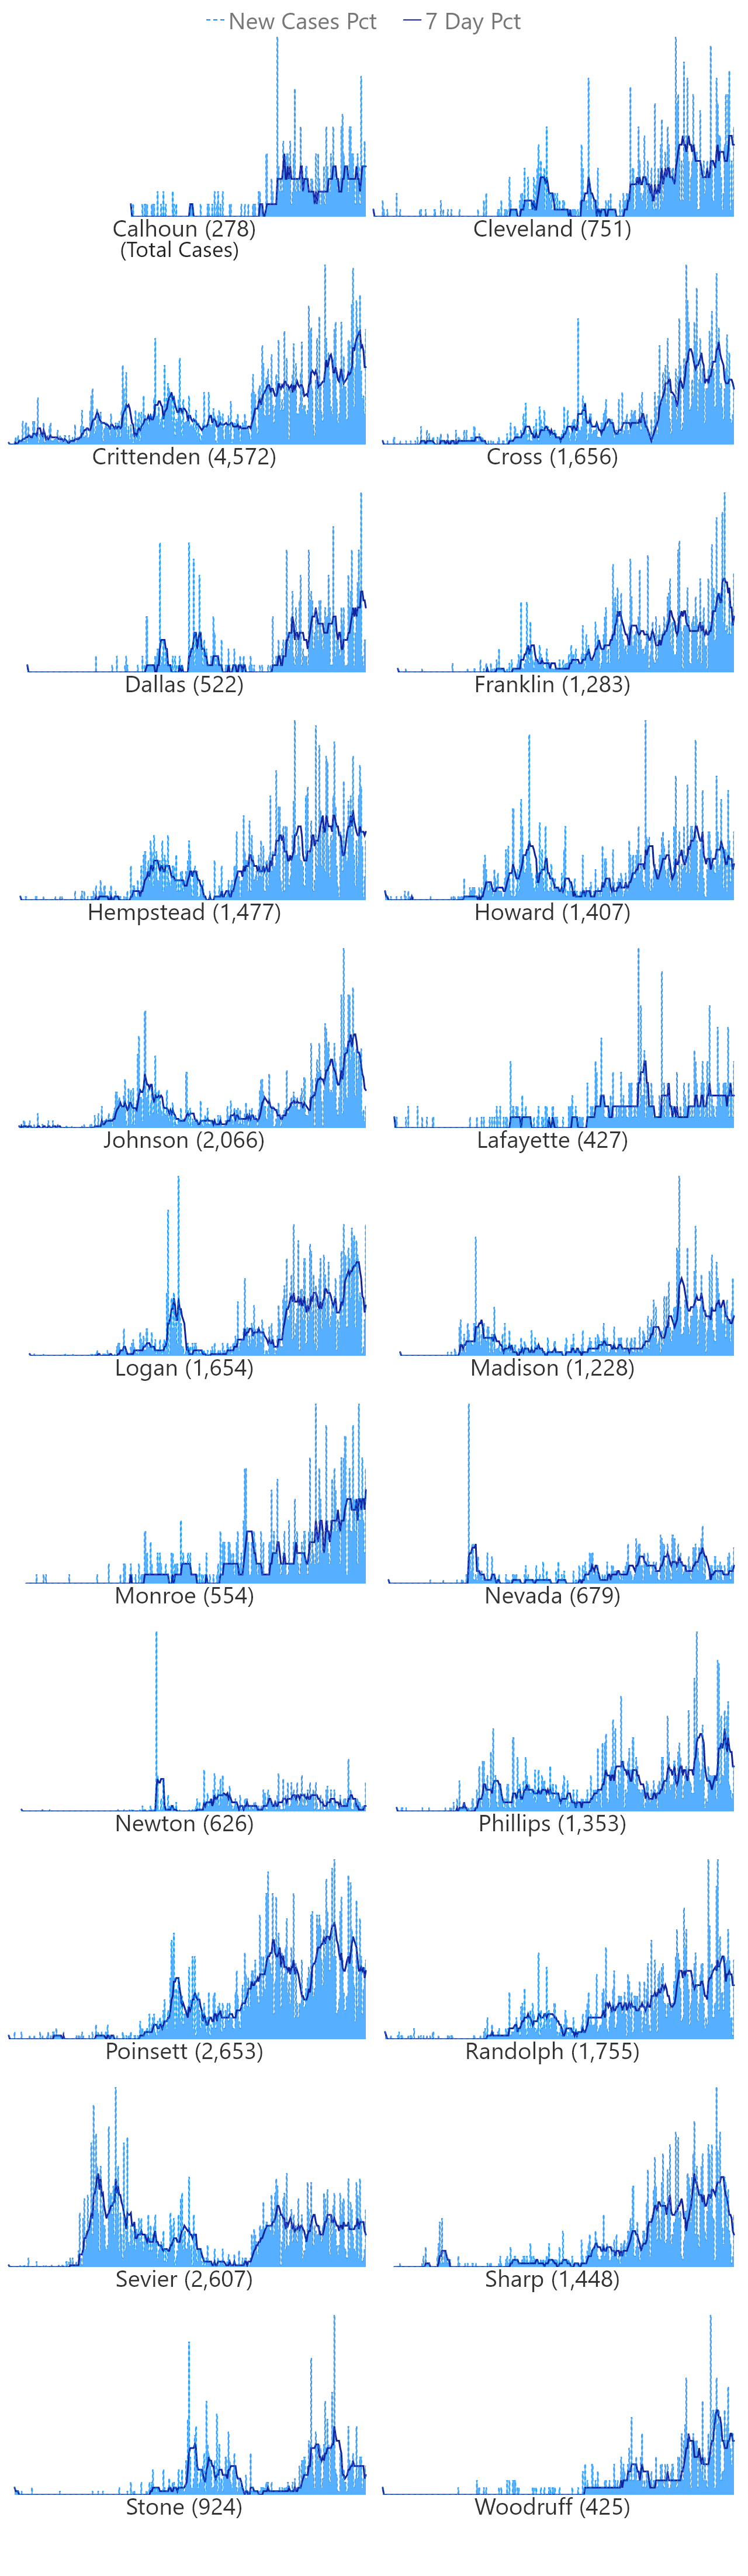 New Cases Pct 7 Day Pct
Calhoun (278) Cleveland (751)
(Total Cases)
Crittenden (4,572) Cross (1,656)
Dallas (522) Franklin (1,283)
Hempstead (1,477) Howard (1,407)
Johnson (2,066) Lafayette (427)
Logan (1,654) Madison (1,228)
Monroe (554) Nevada (679)
Newton (626) Phillips (1,353)
Poinsett (2,653) Randolph (1,755)
Sevier (2,607) Sharp (1,448)
Stone (924) Woodruff (425)